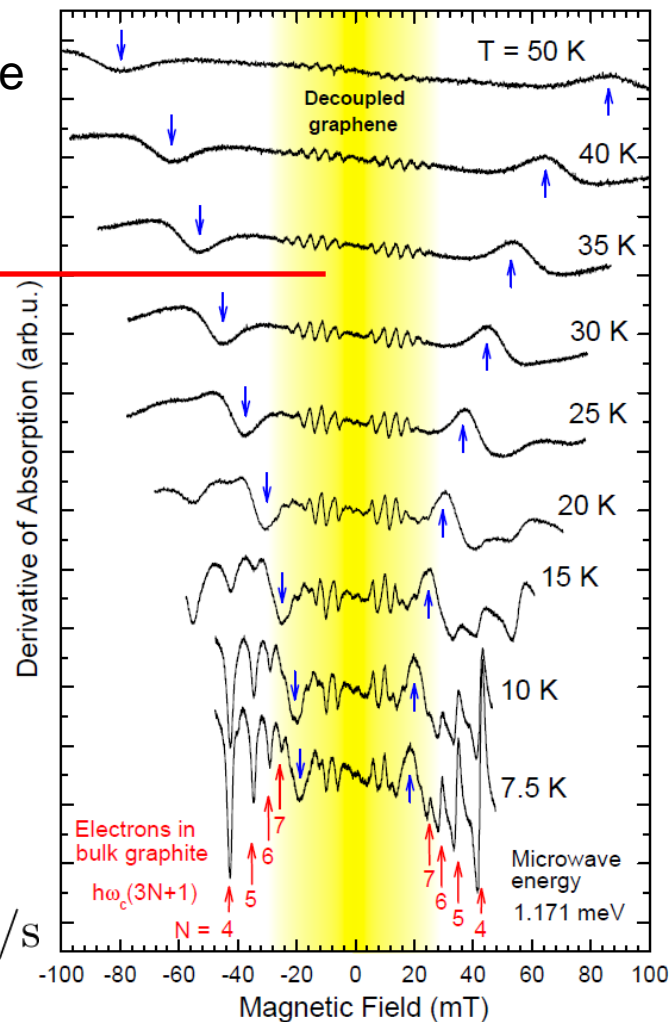 e
T = 50 K
Decoupled
graphene
40 K
35 K
30 K
25 K
20 K
15 K
10 K
7.5 K
Derivative of Absorption (arb.u.)
Electrons in
bulk graphite
hω_c(3N+1)
N = 4
5
6
7
7
6
5
4
Microwave
energy
1.171 meV
/s
-100 -80 -60 -40 -20 0 20 40 60 80 100
Magnetic Field (mT)